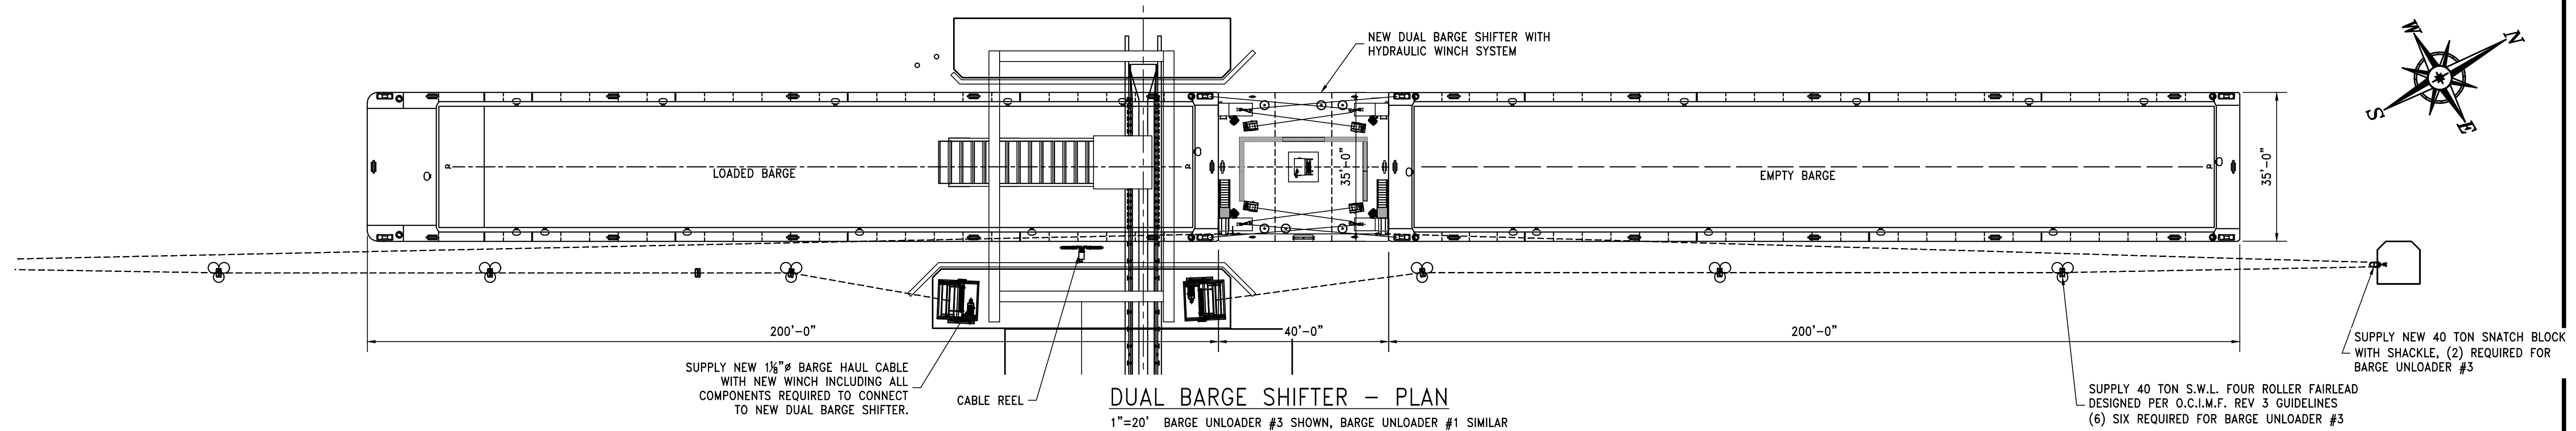 NEW DUAL BARGE SHIFTER WITH
HYDRAULIC WINCH SYSTEM
W
N
S
E
LOADED BARGE
35'-0"
EMPTY BARGE
35'-0"
200'-0"
40'-0"
200'-0"
SUPPLY NEW 1⅛"ø BARGE HAUL CABLE
WITH NEW WINCH INCLUDING ALL
COMPONENTS REQUIRED TO CONNECT
TO NEW DUAL BARGE SHIFTER.
CABLE REEL
SUPPLY NEW 40 TON SNATCH BLOCK
WITH SHACKLE, (2) REQUIRED FOR
BARGE UNLOADER #3
SUPPLY 40 TON S.W.L. FOUR ROLLER FAIRLEAD
DESIGNED PER O.C.I.M.F. REV 3 GUIDELINES
(6) SIX REQUIRED FOR BARGE UNLOADER #3
DUAL BARGE SHIFTER - PLAN
1"=20' BARGE UNLOADER #3 SHOWN, BARGE UNLOADER #1 SIMILAR